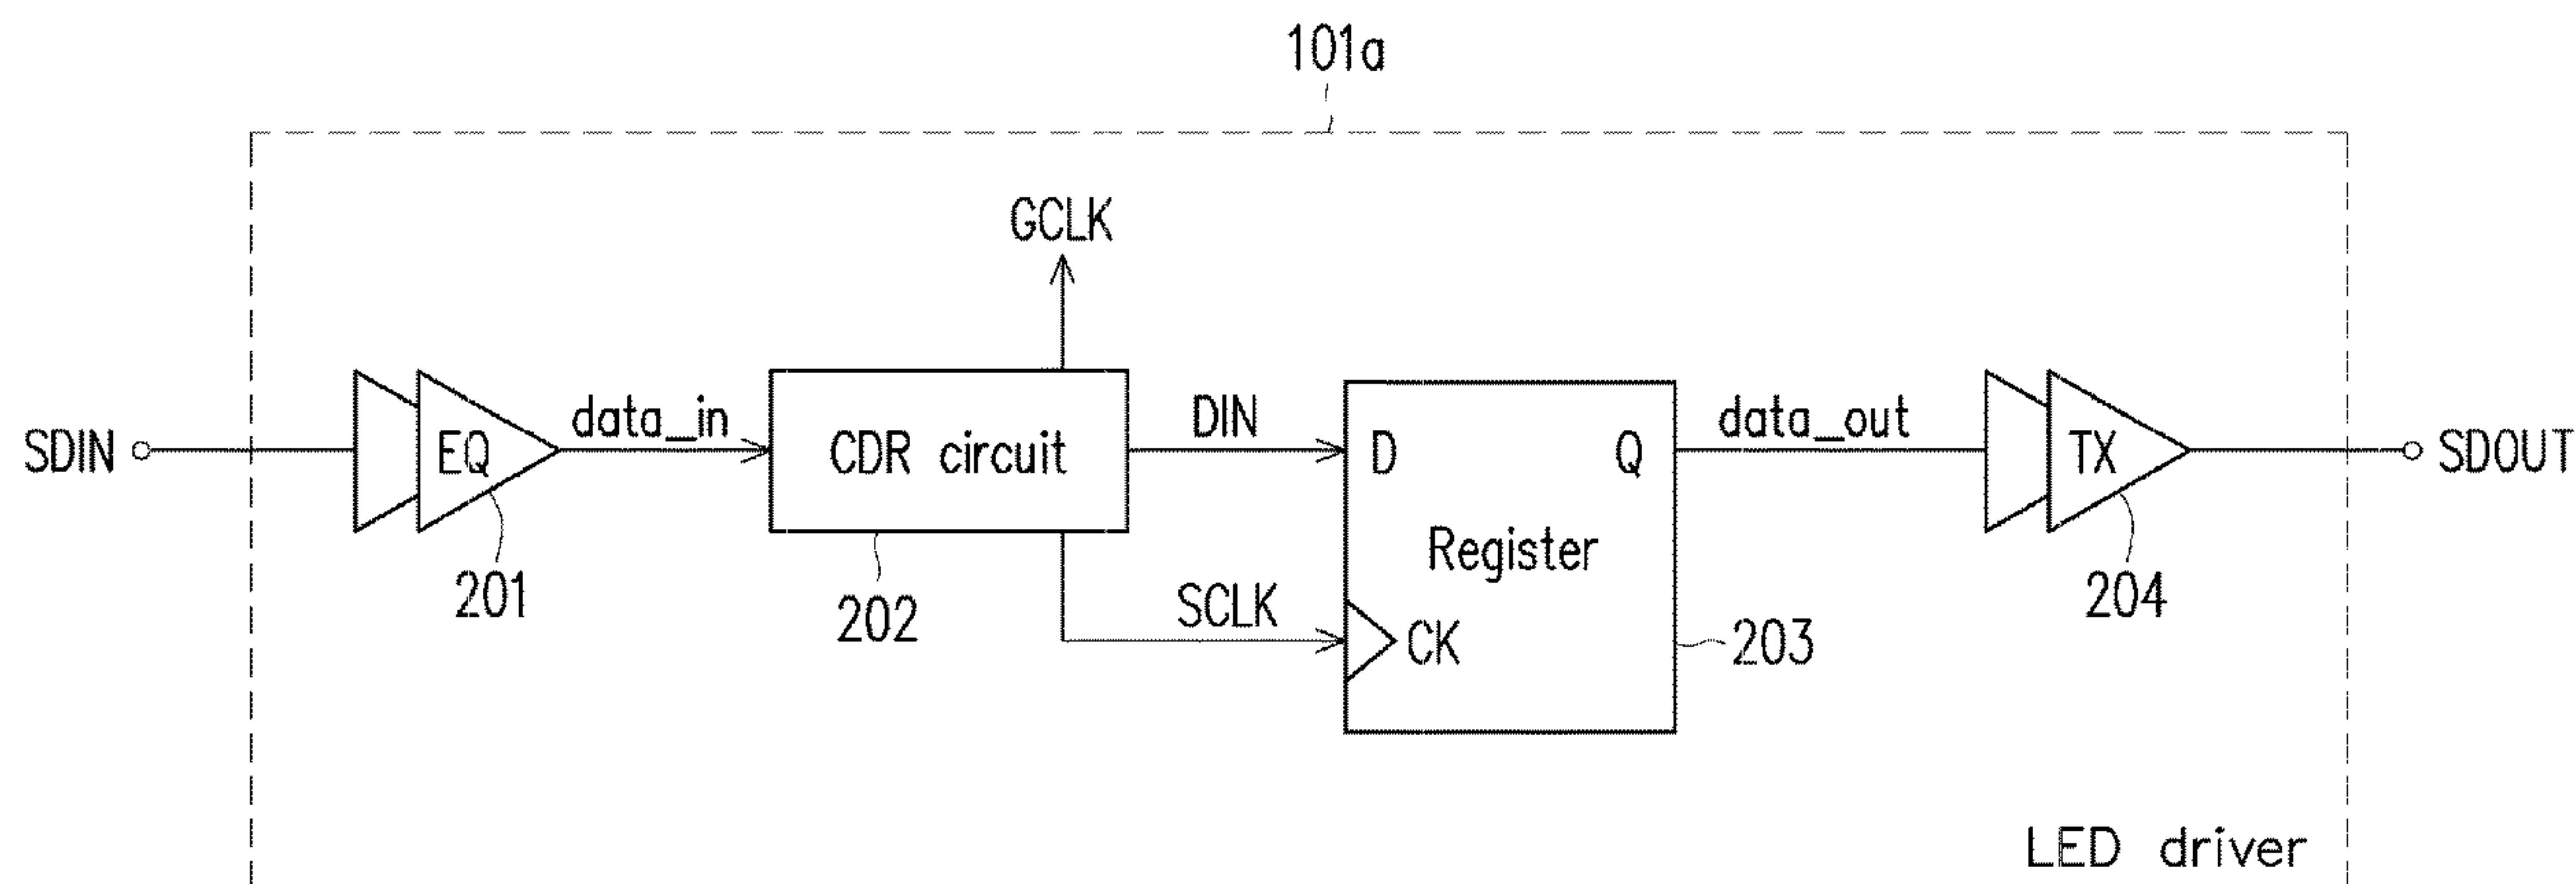 101a
GCLK
SDIN
EQ
data_in
CDR circuit
DIN
D
Q
data_out
TX
SDOUT
Register
201
202
SCLK
CK
203
204
LED driver